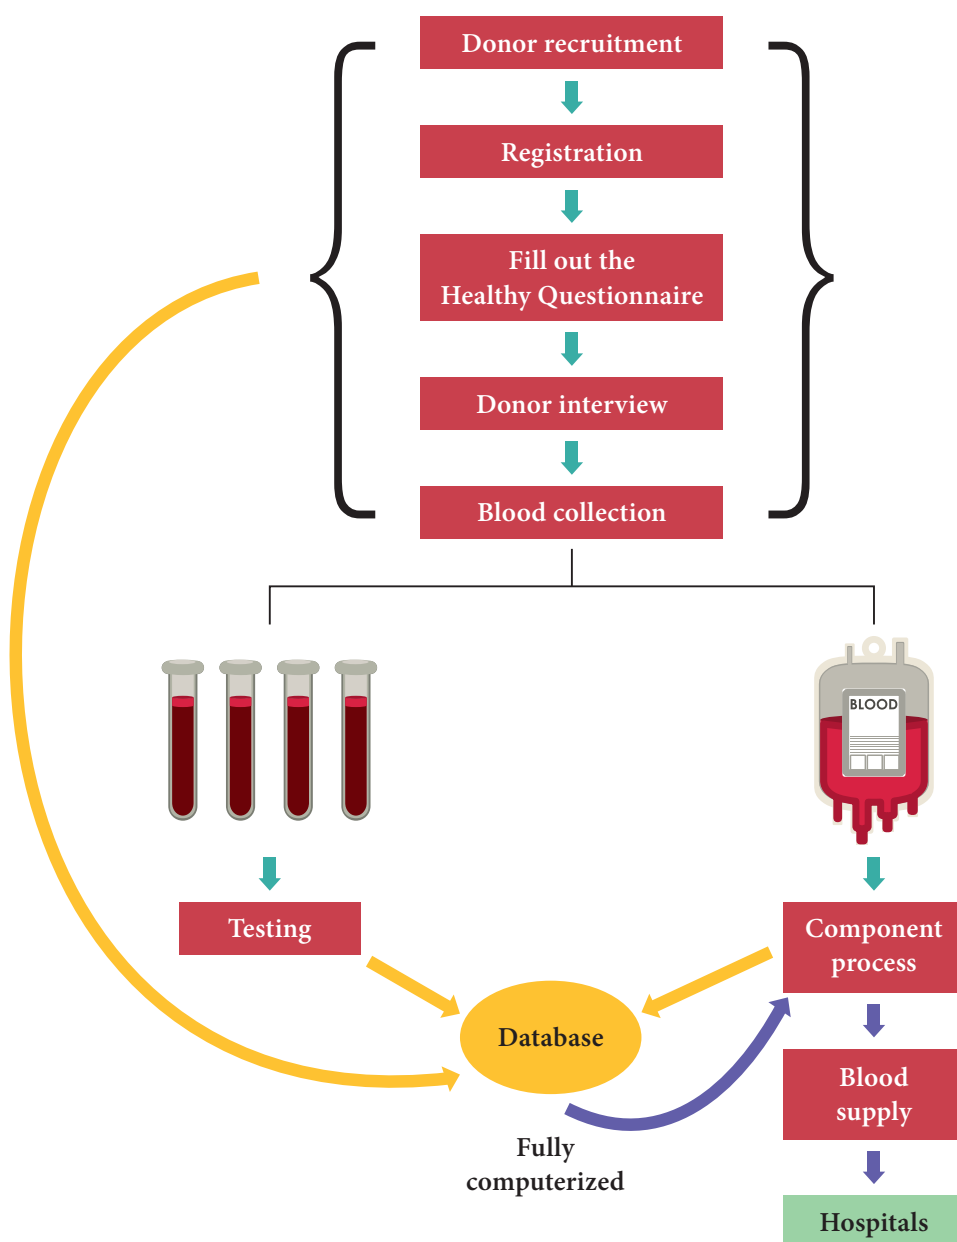 Donor recruitment
Registration
Fill out the
Healthy Questionnaire
Donor interview
Blood collection
BLOOD
Testing
Component
process
Database
Blood
supply
Fully
computerized
Hospitals